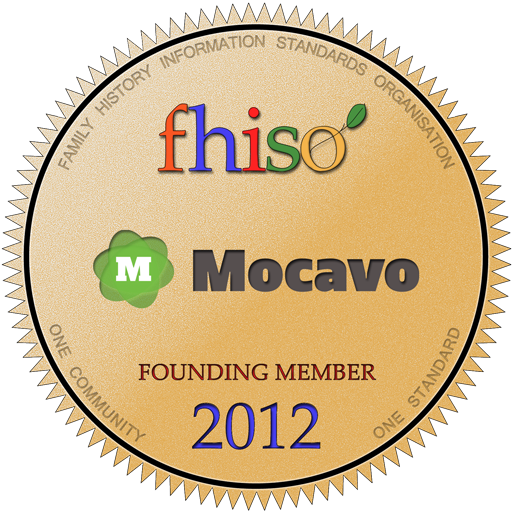 FAMILY HISTORY INFORMATION STANDARDS ORGANISATION
fhiso
M Mocavo
FOUNDING MEMBER
2012
ONE COMMUNITY
ONE STANDARD